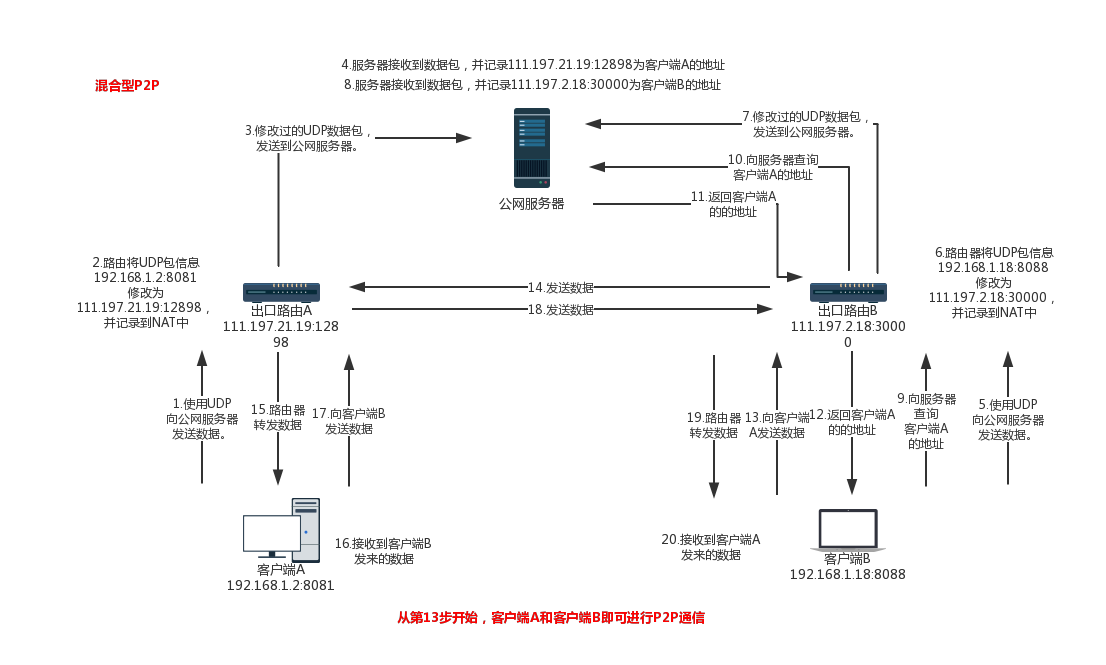 混合型P2P
4.服务器接收到数据包，并记录111.197.21.19:12898为客户端A的地址
8.服务器接收到数据包，并记录111.197.2.18:30000为客户端B的地址
3.修改过的UDP数据包，
发送到公网服务器。
7.修改过的UDP数据包，
发送到公网服务器。
10.向服务器查询
客户端A的地址
11.返回客户端A
的的地址
公网服务器
2.路由将UDP包信息
192.168.1.2:8081
修改为
111.197.21.19:12898，
并记录到NAT中
6.路由器将UDP包信息
192.168.1.18:8088
修改为
111.197.2.18:30000，
并记录到NAT中
14.发送数据
18.发送数据
出口路由A
111.197.21.19:128
98
出口路由B
111.197.2.18:3000
0
1.使用UDP
向公网服务器
发送数据。
15.路由器
转发数据
17.向客户端B
发送数据
19.路由器
转发数据
13.向客户端
A发送数据
12.返回客户端A
的的地址
9.向服务器
查询
客户端A
的地址
5.使用UDP
向公网服务器
发送数据。
16.接收到客户端B
发来的数据
20.接收到客户端A
发来的数据
客户端A
192.168.1.2:8081
客户端B
192.168.1.18:8088
从第13步开始，客户端A和客户端B即可进行P2P通信